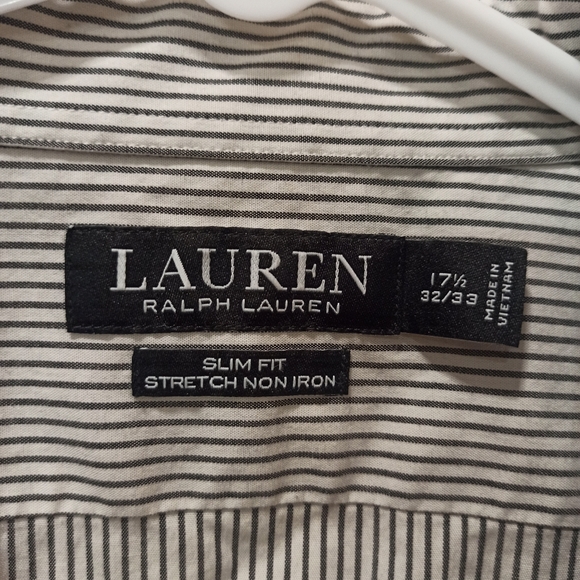 LAUREN
RALPH LAUREN
17½
32/33
MADE IN
VIETNAM
SLIM FIT
STRETCH NON IRON